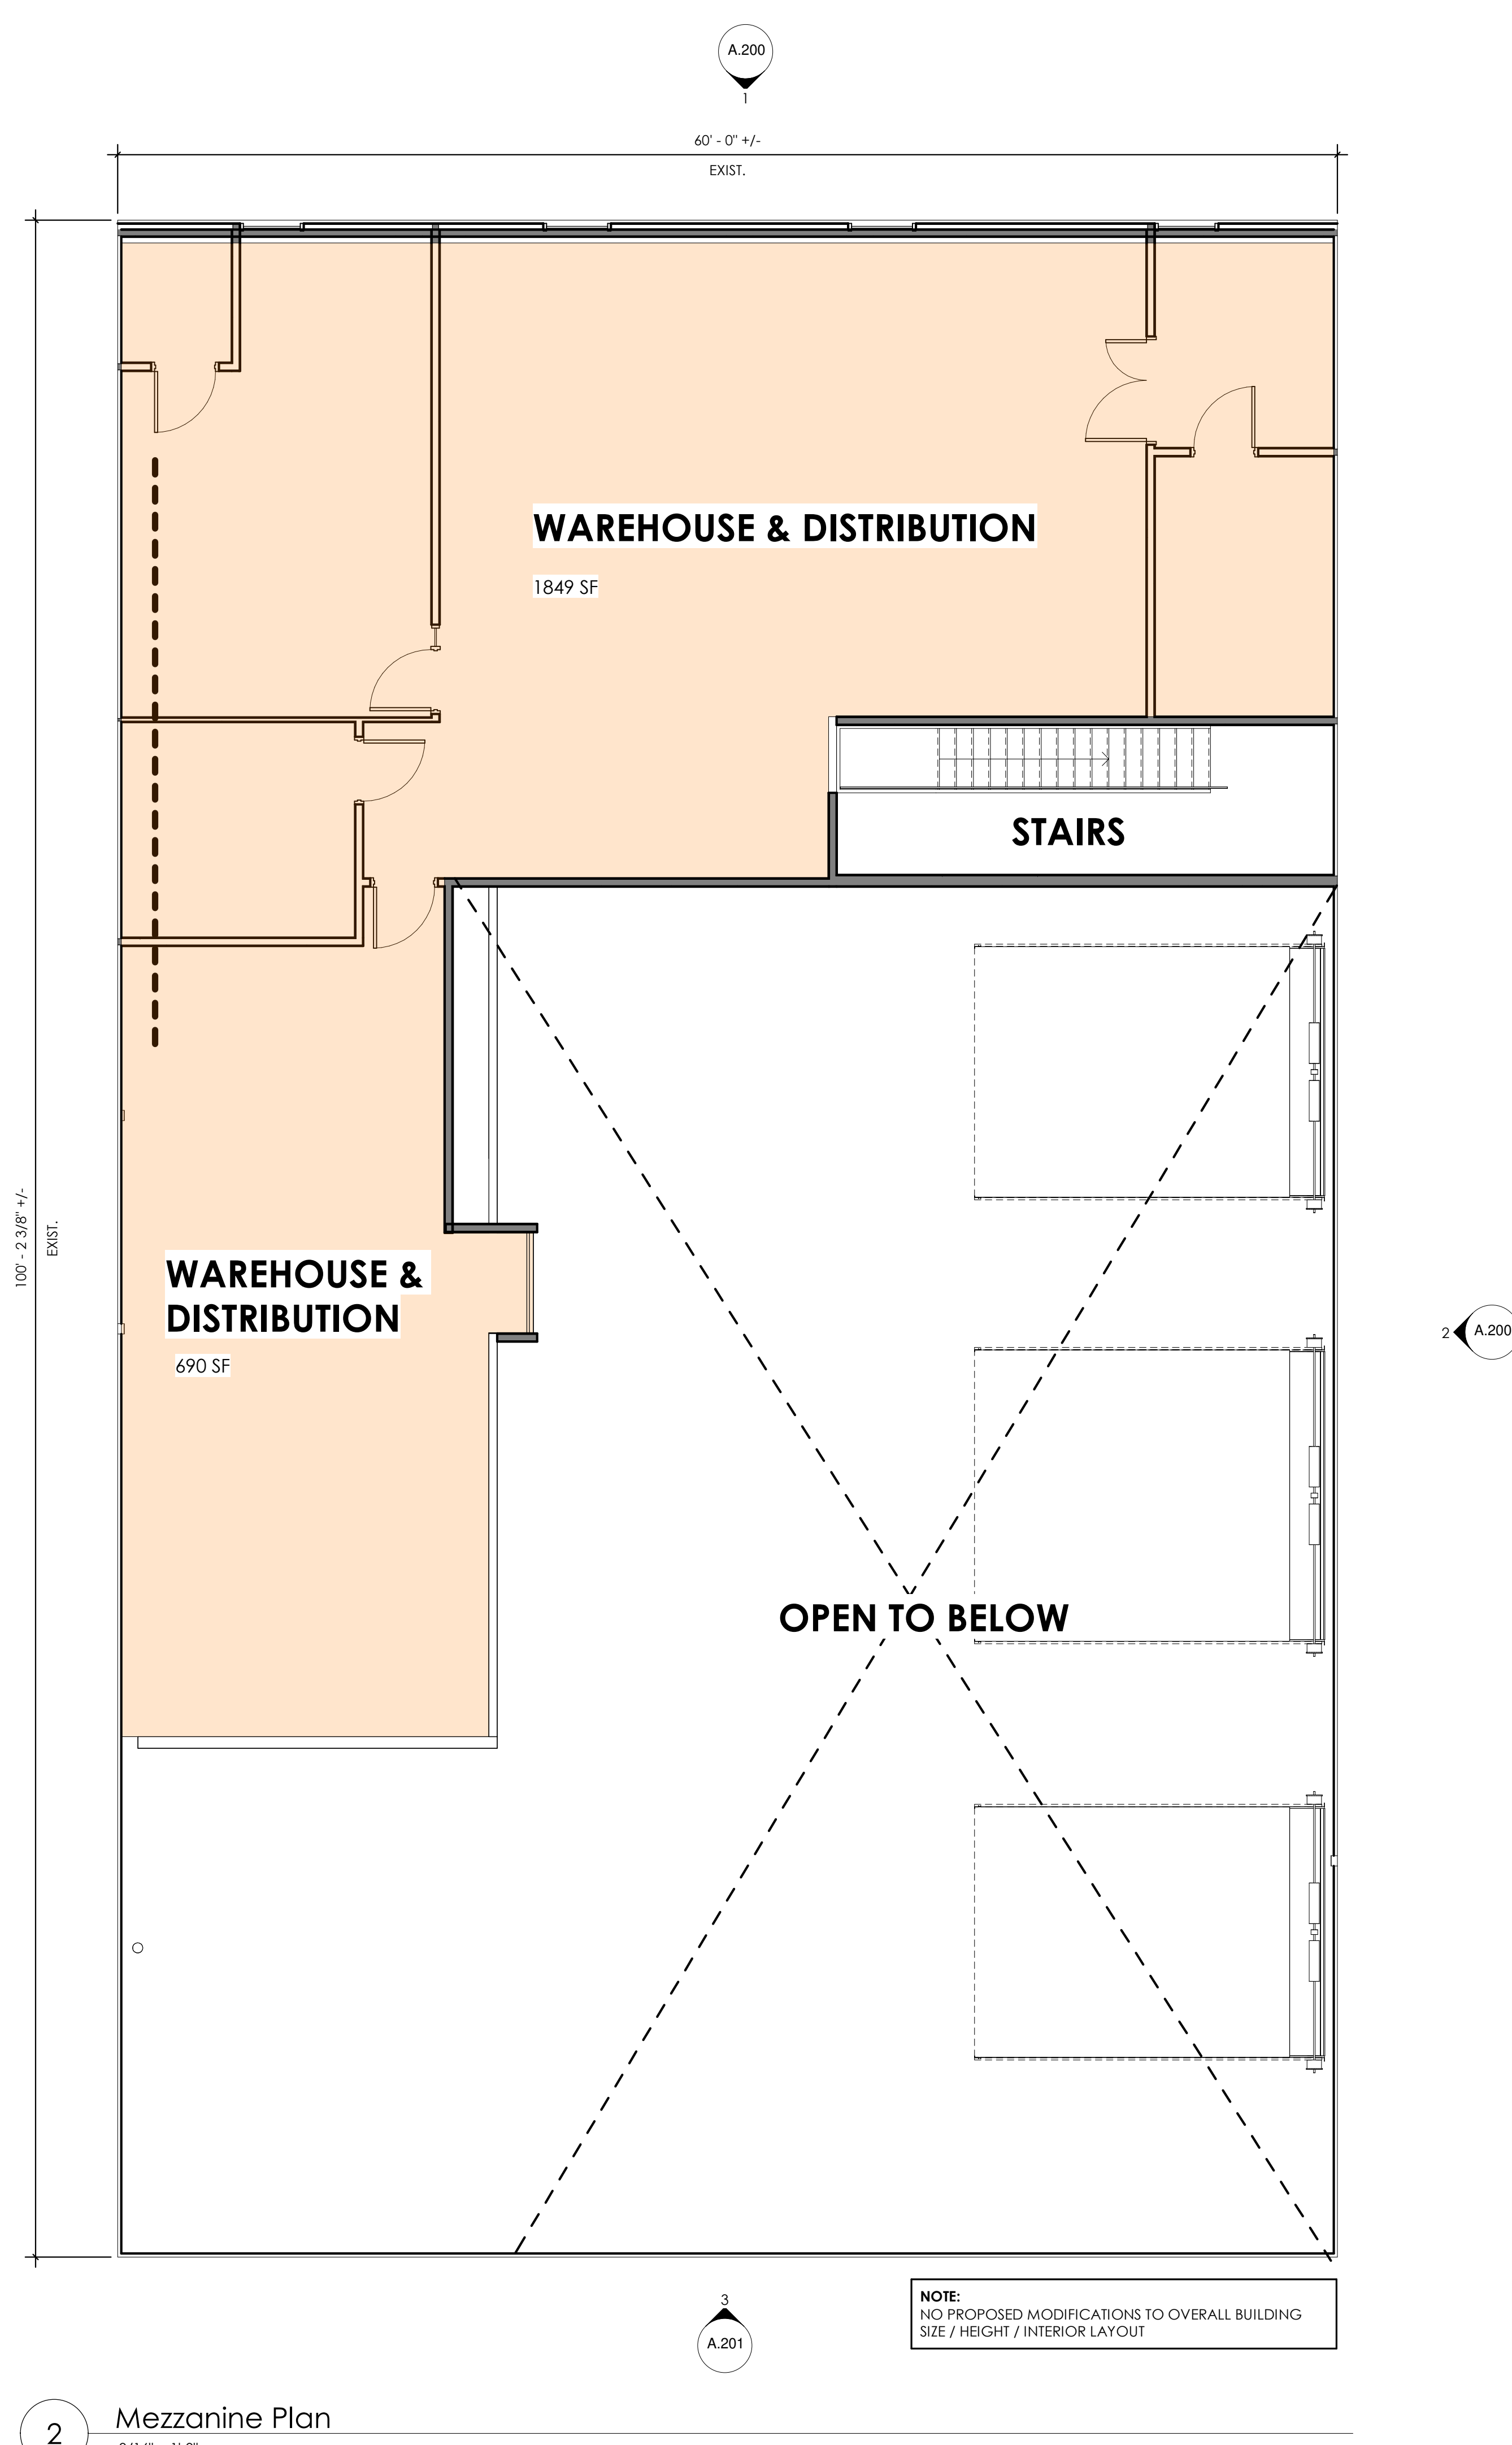 A.200
1
60' - 0" +/-
EXIST.
WAREHOUSE & DISTRIBUTION
1849 SF
STAIRS
100' - 2 3/8" +/-
EXIST.
WAREHOUSE &
DISTRIBUTION
690 SF
2
A.200
OPEN TO BELOW
NOTE:
NO PROPOSED MODIFICATIONS TO OVERALL BUILDING
SIZE / HEIGHT / INTERIOR LAYOUT
3
A.201
2
Mezzanine Plan